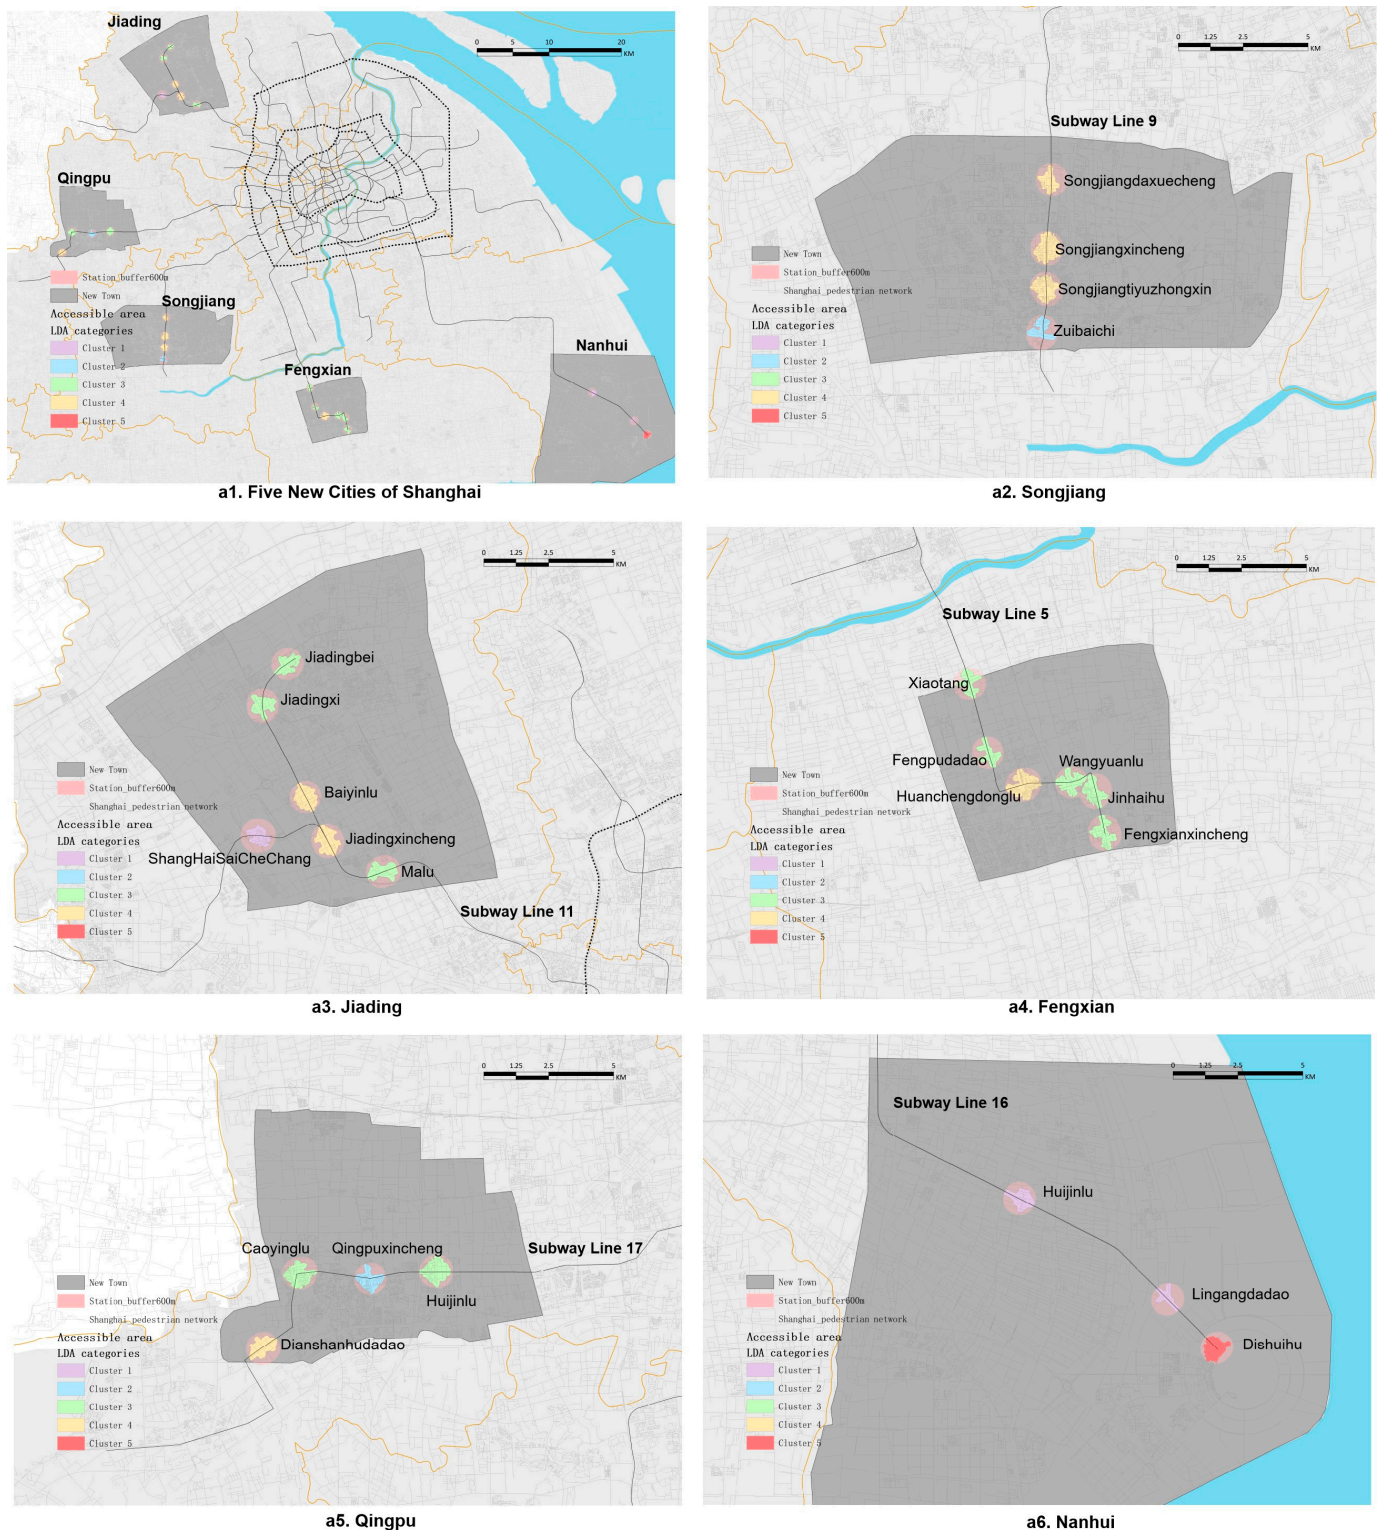 Jiading
0 5 10 20
KM
Qingpu
Station_buffer600m
New Town
Songjiang
Accessible area
LDA categories
Cluster 1
Cluster 2
Cluster 3
Cluster 4
Cluster 5
Fengxian
Nanhui
a1. Five New Cities of Shanghai
0 1.25 2.5 5
KM
Subway Line 9
Songjiangdaxuecheng
Songjiangxincheng
Songjiangtiyuzhongxin
Zuibaichi
New Town
Station_buffer600m
Shanghai_pedestrian network
Accessible area
LDA categories
Cluster 1
Cluster 2
Cluster 3
Cluster 4
Cluster 5
a2. Songjiang
0 1.25 2.5 5
KM
Jiadingbei
Jiadingxi
Baiyinlu
Jiadingxincheng
ShangHaiSaiCheChang
Malu
Subway Line 11
New Town
Station_buffer600m
Shanghai_pedestrian network
Accessible area
LDA categories
Cluster 1
Cluster 2
Cluster 3
Cluster 4
Cluster 5
a3. Jiading
0 1.25 2.5 5
KM
Subway Line 5
Xiaotang
Fengpudadao
Wangyuanlu
Huanchengdonglu
Jinhaihu
Fengxianxincheng
New Town
Station_buffer600m
Shanghai_pedestrian network
Accessible area
LDA categories
Cluster 1
Cluster 2
Cluster 3
Cluster 4
Cluster 5
a4. Fengxian
0 1.25 2.5 5
KM
Caoyinglu
Qingpuxincheng
Subway Line 17
Huijinlu
Dianshanhudadao
New Town
Station_buffer600m
Shanghai_pedestrian network
Accessible area
LDA categories
Cluster 1
Cluster 2
Cluster 3
Cluster 4
Cluster 5
a5. Qingpu
0 1.25 2.5 5
KM
Subway Line 16
Huijinlu
Lingangdadao
Dishuihu
New Town
Station_buffer600m
Shanghai_pedestrian network
Accessible area
LDA categories
Cluster 1
Cluster 2
Cluster 3
Cluster 4
Cluster 5
a6. Nanhui